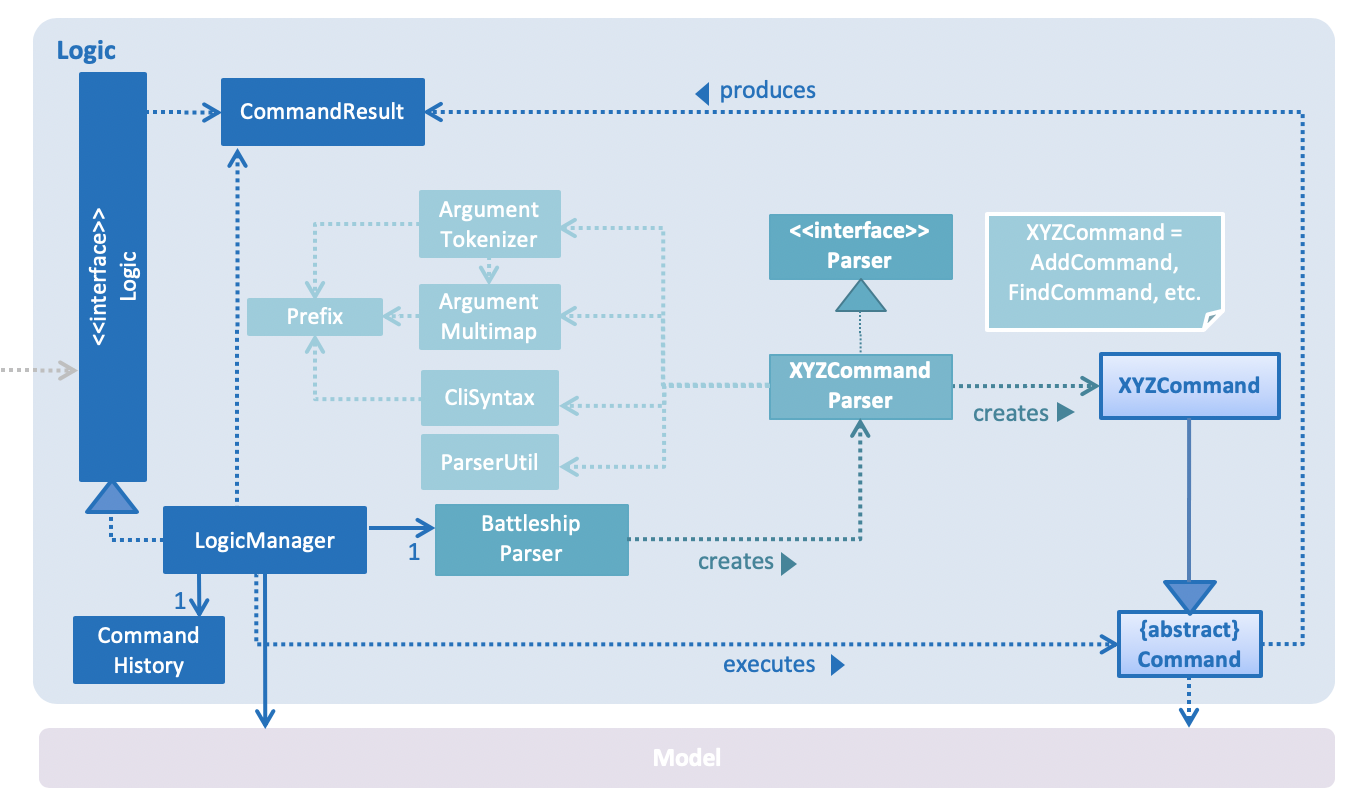 Logic
<<interface>>
Logic
CommandResult
produces
Argument
Tokenizer
<<interface>>
Parser
XYZCommand =
AddCommand,
FindCommand, etc.
Prefix
Argument
Multimap
XYZCommand
Parser
creates
XYZCommand
CliSyntax
ParserUtil
LogicManager
1
Battleship
Parser
creates
1
Command
History
executes
{abstract}
Command
Model